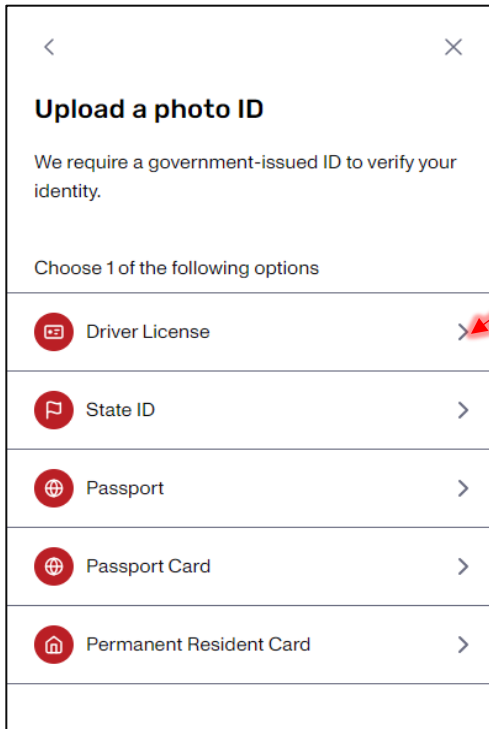 Upload a photo ID
We require a government-issued ID to verify your
identity.
Choose 1 of the following options
Driver License
State ID
Passport
Passport Card
Permanent Resident Card